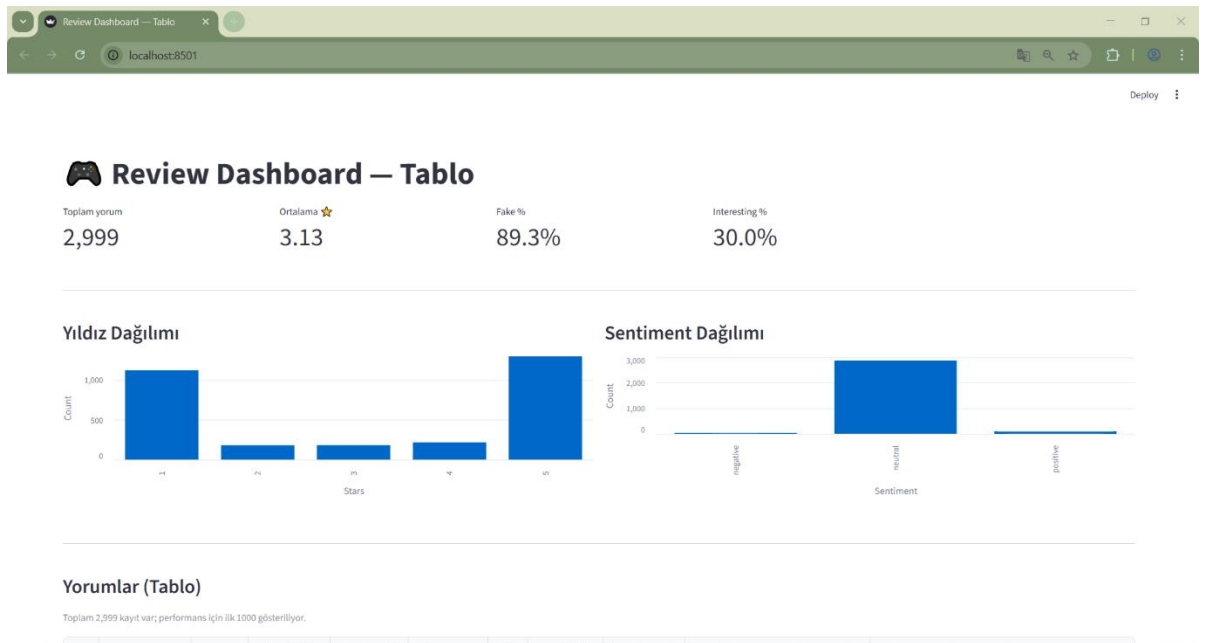 Review Dashboard — Tablo
localhost:8501
Deploy
Review Dashboard — Tablo
Toplam yorum
2,999
Ortalama ⭐
3.13
Fake %
89.3%
Interesting %
30.0%
Yıldız Dağılımı
Count
1,000
500
0
1
2
3
4
5
Stars
Sentiment Dağılımı
Count
3,000
2,000
1,000
0
negative
neutral
positive
Sentiment
Yorumlar (Tablo)
Toplam 2,999 kayıt var; performans için ilk 1000 gösteriliyor.